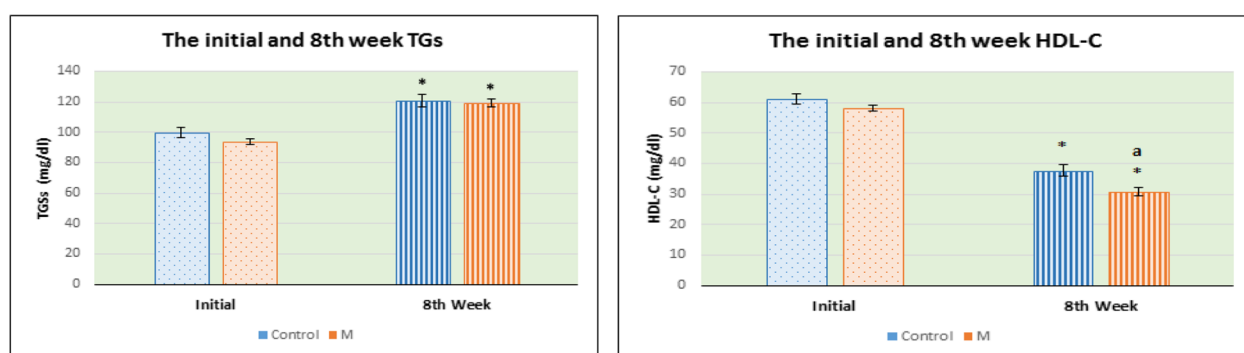 The initial and 8th week TGs
TGSs (mg/dl)
140
120
100
80
60
40
20
0
* *
Initial 8th Week
Control M
The initial and 8th week HDL-C
HDL-C (mg/dl)
70
60
50
40
30
20
10
0
*
a
*
Initial 8th Week
Control M